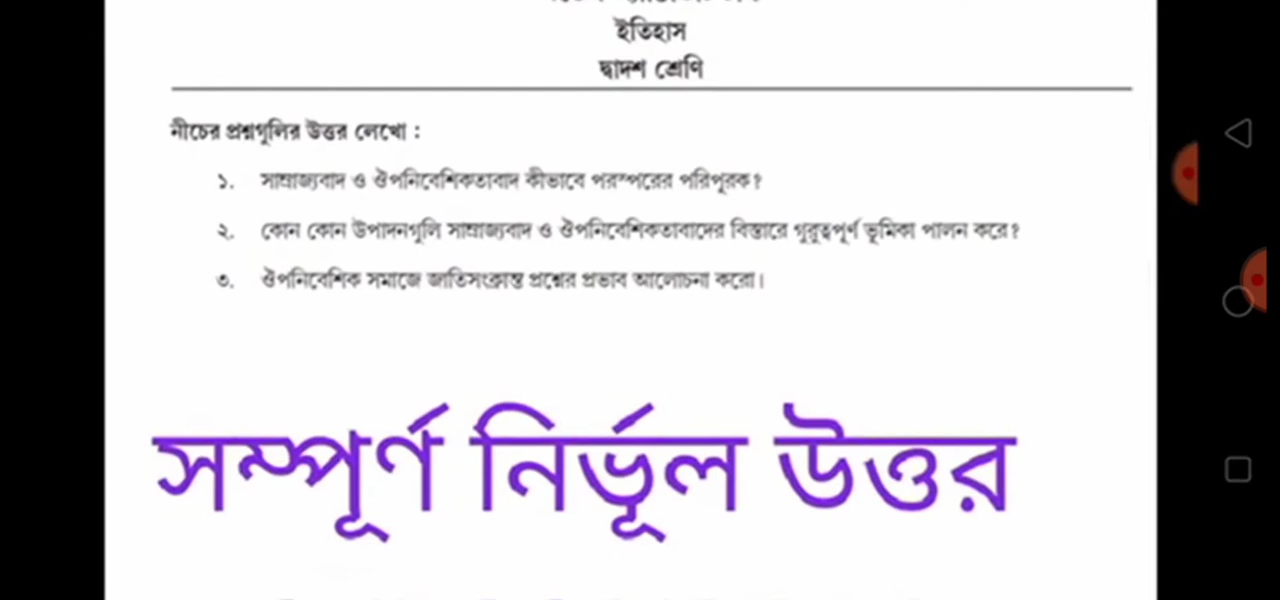 ইতিহাস
দ্বাদশ শ্রেণি
নীচের প্রশ্নগুলির উত্তর লেখো :
১. সাম্রাজ্যবাদ ও ঔপনিবেশিকতাবাদ কীভাবে পরস্পরের পরিপূরক?
২. কোন কোন উপাদনগুলি সাম্রাজ্যবাদ ও ঔপনিবেশিকতাবাদের বিস্তারে গুরুত্বপূর্ণ ভূমিকা পালন করে?
৩. ঔপনিবেশিক সমাজে জাতিসংক্রান্ত প্রশ্নের প্রভাব আলোচনা করো।
সম্পূর্ণ নির্ভূল উত্তর